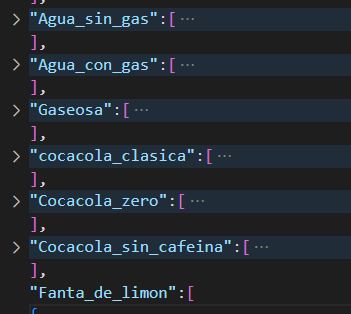 ],
"Agua_sin_gas":[ ···
],
"Agua_con_gas":[ ···
],
"Gaseosa":[ ···
],
"cocacola_clasica":[ ···
],
"Cocacola_zero":[ ···
],
"Cocacola_sin_cafeina":[ ···
],
"Fanta_de_limon":[
{